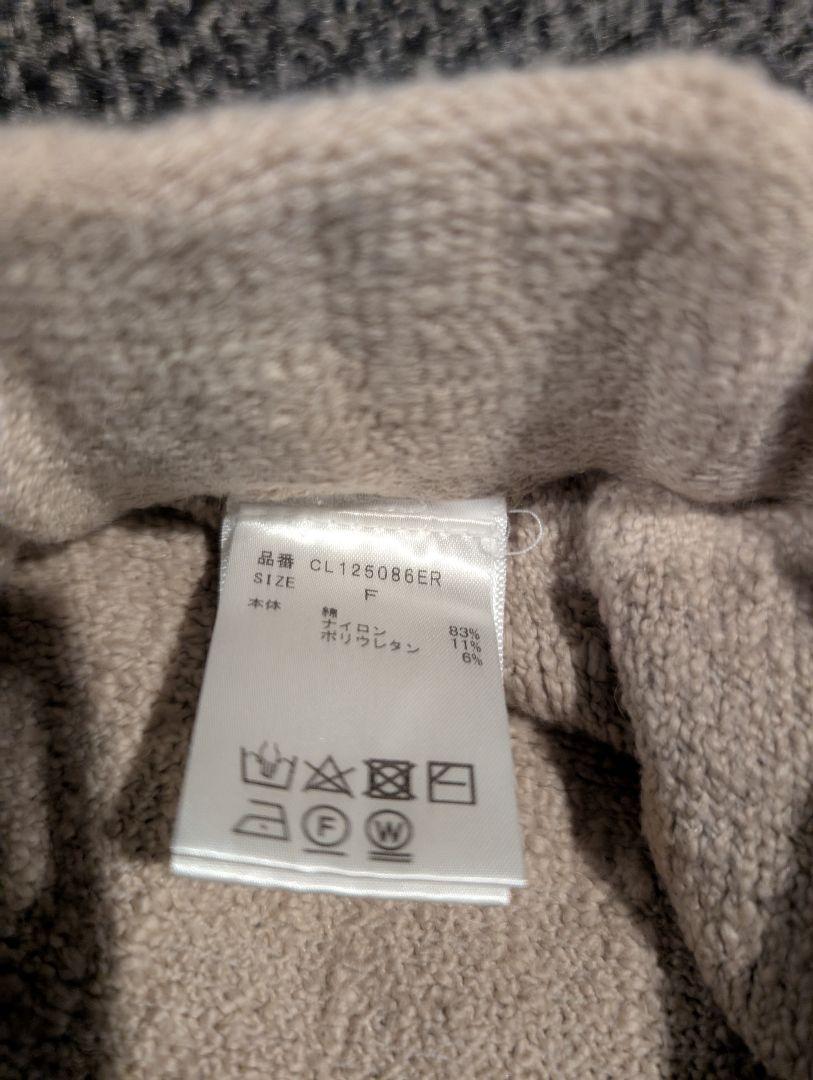 品番 CL125086ER
SIZE F
本体 綿 83%
ナイロン 11%
ポリウレタン 6%
F W